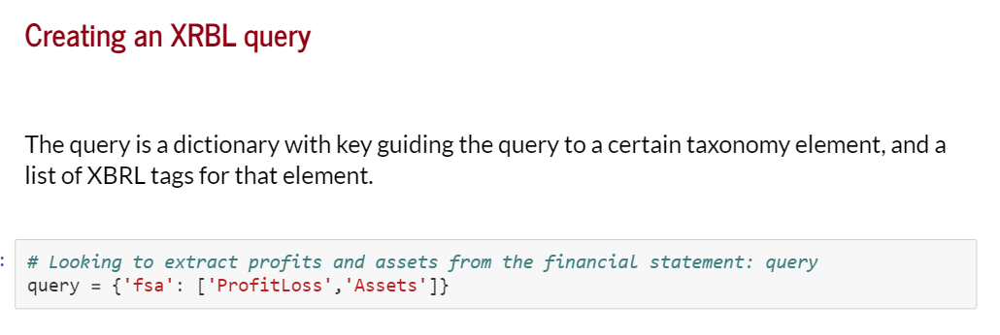 Creating an XRBL query
The query is a dictionary with key guiding the query to a certain taxonomy element, and a
list of XBRL tags for that element.
:
# Looking to extract profits and assets from the financial statement: query
query = {'fsa': ['ProfitLoss','Assets']}